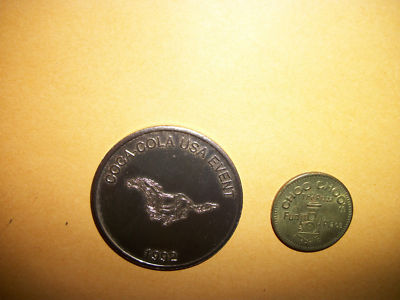 COCA-COLA USA EVENT
1992
CHOO CHOO'S
Fun